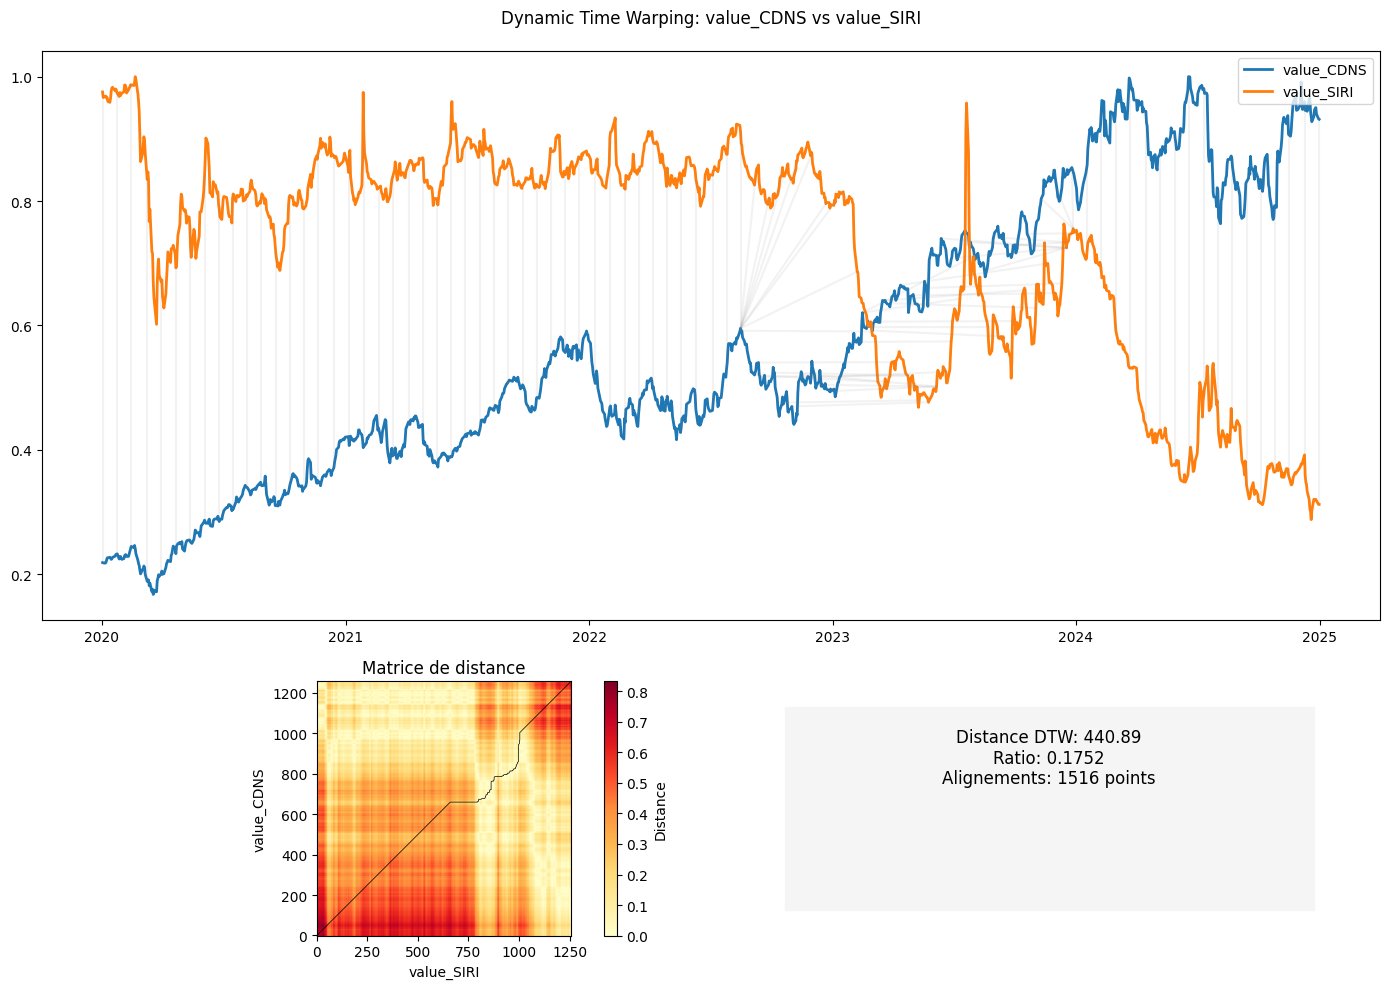 Dynamic Time Warping: value_CDNS vs value_SIRI
value_CDNS
value_SIRI
1.0
0.8
0.6
0.4
0.2
2020 2021 2022 2023 2024 2025
Matrice de distance
value_CDNS
1200
1000
800
600
400
200
0
0 250 500 750 1000 1250
value_SIRI
0.8
0.7
0.6
0.5
0.4
0.3
0.2
0.1
0.0
Distance
Distance DTW: 440.89
Ratio: 0.1752
Alignements: 1516 points